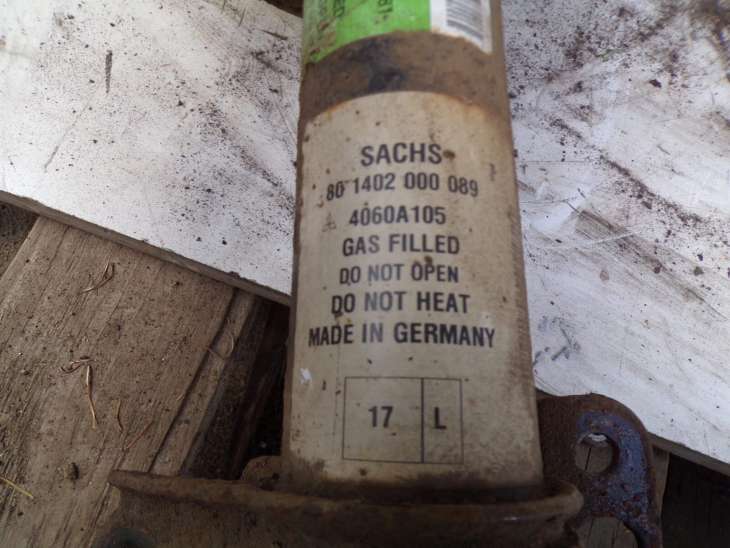 SACHS
80 1402 000 089
4060A105
GAS FILLED
DO NOT OPEN
DO NOT HEAT
MADE IN GERMANY
17 L